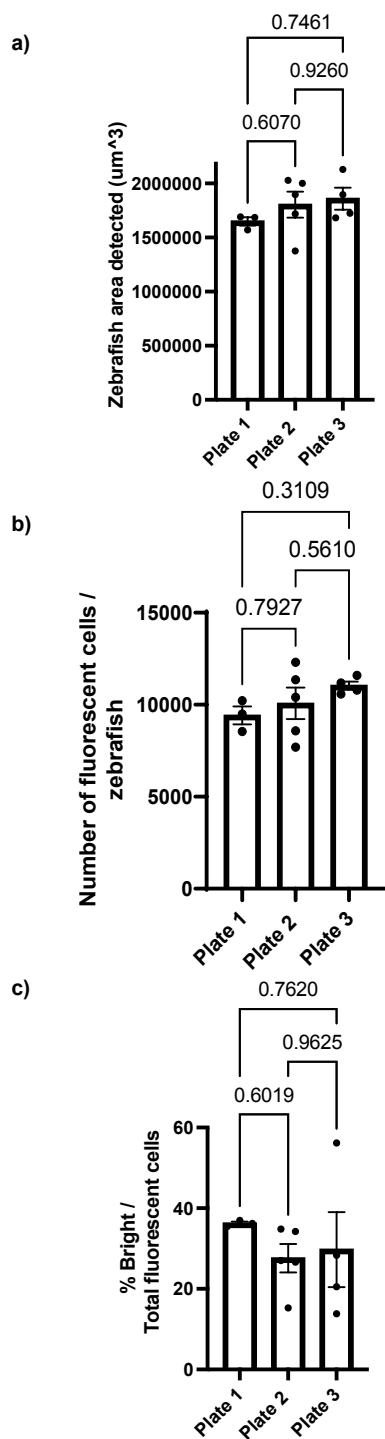 a)
0.7461
0.9260
0.6070
Zebrafish area detected (um^3)
2000000
1500000
1000000
500000
0
Plate 1
Plate 2
Plate 3
b)
0.3109
0.5610
0.7927
Number of fluorescent cells /
zebrafish
15000
10000
5000
0
Plate 1
Plate 2
Plate 3
c)
0.7620
0.9625
0.6019
% Bright /
Total fluorescent cells
60
40
20
0
Plate 1
Plate 2
Plate 3